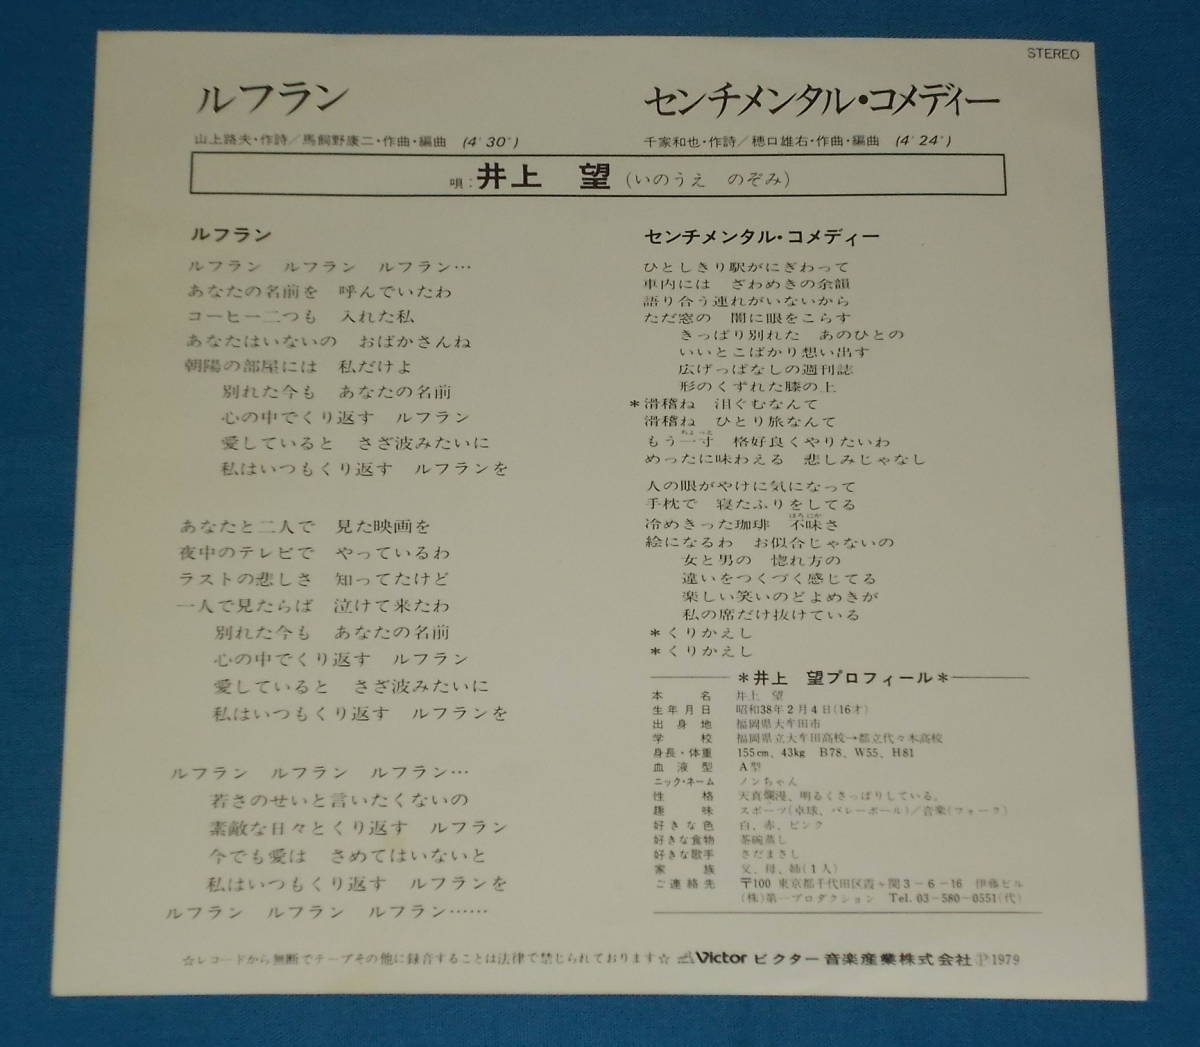 STEREO
ルフラン
山上路夫・作詩／馬飼野康二・作曲・編曲 (4'30")
センチメンタル・コメディー
千家和也・作詩／穂口雄右・作曲・編曲 (4'24")
唄：井上 望（いのうえ のぞみ）
ルフラン
ルフラン ルフラン ルフラン…
あなたの名前を 呼んでいたわ
コーヒー二つも 入れた私
あなたはいないの おばかさんね
朝陽の部屋には 私だけよ
別れた今も あなたの名前
心の中でくり返す ルフラン
愛していると さざ波みたいに
私はいつもくり返す ルフランを
あなたと二人で 見た映画を
夜中のテレビで やっているわ
ラストの悲しさ 知ってたけど
一人で見たらば 泣けて来たわ
別れた今も あなたの名前
心の中でくり返す ルフラン
愛していると さざ波みたいに
私はいつもくり返す ルフランを
ルフラン ルフラン ルフラン…
若さのせいと言いたくないの
素敵な日々とくり返す ルフラン
今でも愛は さめてはいないと
私はいつもくり返す ルフランを
ルフラン ルフラン ルフラン……
センチメンタル・コメディー
ひとしきり駅がにぎわって
車内には ざわめきの余韻
語り合う連れがいないから
ただ窓の 闇に眼をこらす
きっぱり別れた あのひとの
いいとこばかり想い出す
広げっぱなしの週刊誌
形のくずれた膝の上
＊滑稽ね 泪ぐむなんて
滑稽ね ひとり旅なんて
ちょっと
もう一寸 格好良くやりたいわ
めったに味わえる 悲しみじゃなし
人の眼がやけに気になって
手枕で 寝たふりをしてる
ほろにが
冷めきった珈琲 不味さ
絵になるわ お似合じゃないの
女と男の 惚れ方の
違いをつくづく感じてる
楽しい笑いのどよめきが
私の席だけ抜けている
＊くりかえし
＊くりかえし
＊井上 望プロフィール＊
本名 井上 望
生年月日 昭和38年2月4日(16才)
出身地 福岡県大牟田市
学校 福岡県立大牟田高校→都立代々木高校
身長・体重 155cm、43kg B78、W55、H81
血液型 A型
ニック・ネーム ノンちゃん
性格 天真爛漫、明るくさっぱりしている。
趣味 スポーツ(卓球、バレーボール)／音楽(フォーク)
好きな色 白、赤、ピンク
好きな食物 茶碗蒸し
好きな歌手 さだまさし
家族 父、母、姉(1人)
ご連絡先 〒100 東京都千代田区霞ヶ関3−6−16 伊藤ビル
(株)第一プロダクション Tel.03−580−0551(代)
☆レコードから無断でテープその他に録音することは法律で禁じられております☆ Victor ビクター音楽産業株式会社 Ⓟ1979